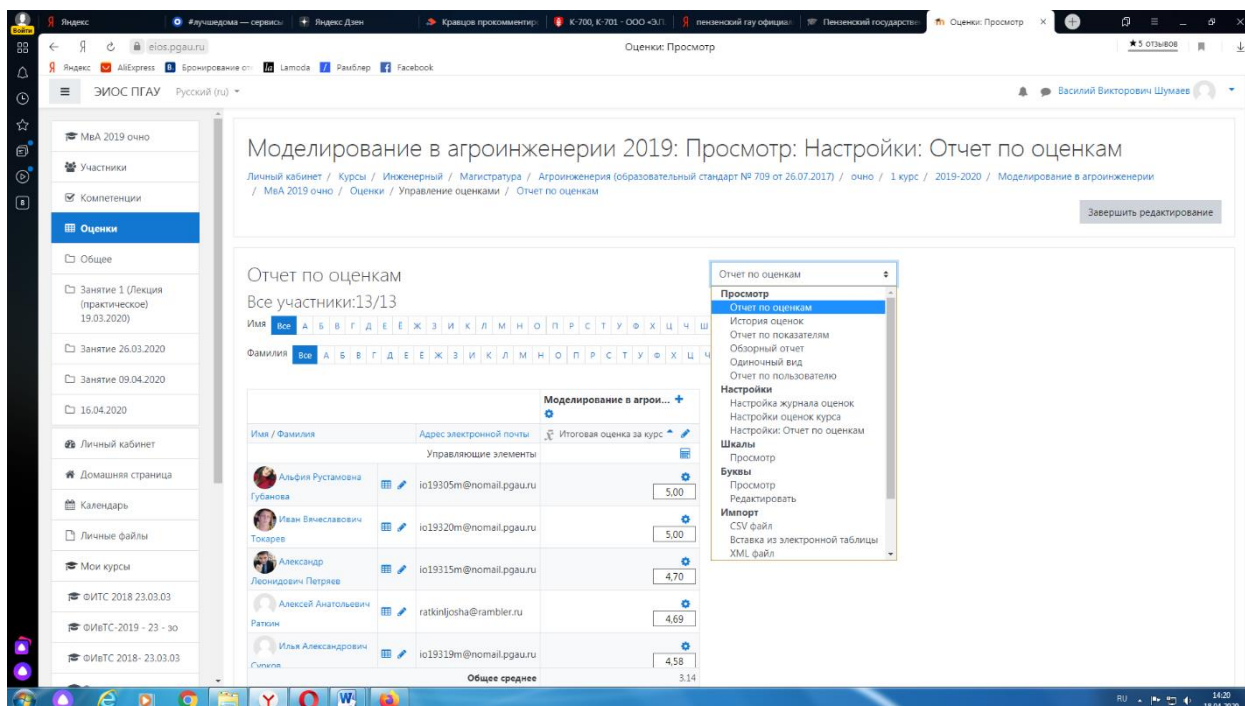 Яндекс
#лучшедома — сервисы
Яндекс Дзен
Кравцов прокомментир
К-700, К-701 - ООО «ЭЛ
пензенский гау официал
Пензенский государстве
Оценки: Просмотр
Войти
eios.pgau.ru
Оценки: Просмотр
★5 отзывов
Яндекс
AliExpress
Бронирование от
Lamoda
Рамблер
Facebook
ЭИОС ПГАУ
Русский (ru)
Василий Викторович Шумаев
МвА 2019 очно
Участники
Компетенции
Оценки
Общее
Занятие 1 (Лекция
(практическое)
19.03.2020)
Занятие 26.03.2020
Занятие 09.04.2020
16.04.2020
Личный кабинет
Домашняя страница
Календарь
Личные файлы
Мои курсы
ФИТС 2018 23.03.03
ФИвТС-2019 - 23 - зо
ФИвТС 2018- 23.03.03
Моделирование в агроинженерии 2019: Просмотр: Настройки: Отчет по оценкам
Личный кабинет / Курсы / Инженерный / Магистратура / Агроинженерия (образовательный стандарт № 709 от 26.07.2017) / очно / 1 курс / 2019-2020 / Моделирование в агроинженерии
/ МвА 2019 очно / Оценки / Управление оценками / Отчет по оценкам
Завершить редактирование
Отчет по оценкам
Все участники:13/13
Имя Все А Б В Г Д Е Ё Ж З И К Л М Н О П Р С Т У Ф Х Ц Ч Ш
Фамилия Все А Б В Г Д Е Ё Ж З И К Л М Н О П Р С Т У Ф Х Ц Ч
Моделирование в агрои...
Имя / Фамилия
Адрес электронной почты
Итоговая оценка за курс
Управляющие элементы
Альфия Рустамовна
Губанова
io19305m@nomail.pgau.ru
5,00
Иван Вячеславович
Токарев
io19320m@nomail.pgau.ru
5,00
Александр
Леонидович Петряев
io19315m@nomail.pgau.ru
4,70
Алексей Анатольевич
Раткин
ratkinljosha@rambler.ru
4,69
Илья Александрович
Сурков
io19319m@nomail.pgau.ru
4,58
Общее среднее
3.14
Отчет по оценкам
Просмотр
Отчет по оценкам
История оценок
Отчет по показателям
Обзорный отчет
Одиночный вид
Отчет по пользователю
Настройки
Настройка журнала оценок
Настройки оценок курса
Настройки: Отчет по оценкам
Шкалы
Просмотр
Буквы
Просмотр
Редактировать
Импорт
CSV файл
Вставка из электронной таблицы
XML файл
RU
14:20
18.04.2020